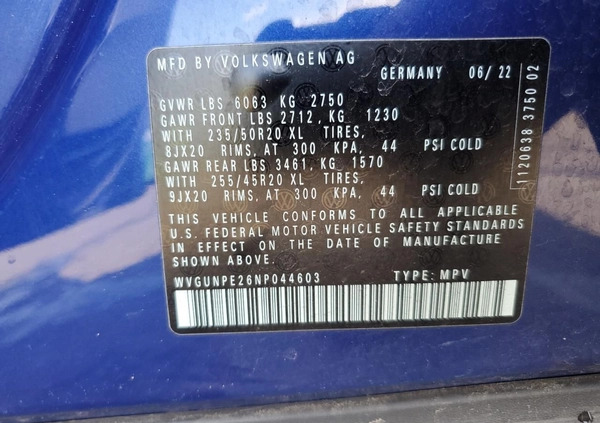 MFD BY VOLKSWAGEN AG
GERMANY 06/22
GVWR LBS 6063 KG 2750
GAWR FRONT LBS 2712, KG 1230
WITH 235/50R20 XL TIRES,
8JX20 RIMS, AT 300 KPA, 44 PSI COLD
GAWR REAR LBS 3461, KG 1570
WITH 255/45R20 XL TIRES,
9JX20 RIMS, AT 300 KPA, 44 PSI COLD
THIS VEHICLE CONFORMS TO ALL APPLICABLE
U.S. FEDERAL MOTOR VEHICLE SAFETY STANDARDS
IN EFFECT ON THE DATE OF MANUFACTURE
SHOWN ABOVE.
WVGUNPE26NP044603 TYPE: MPV
1120638 3750 02